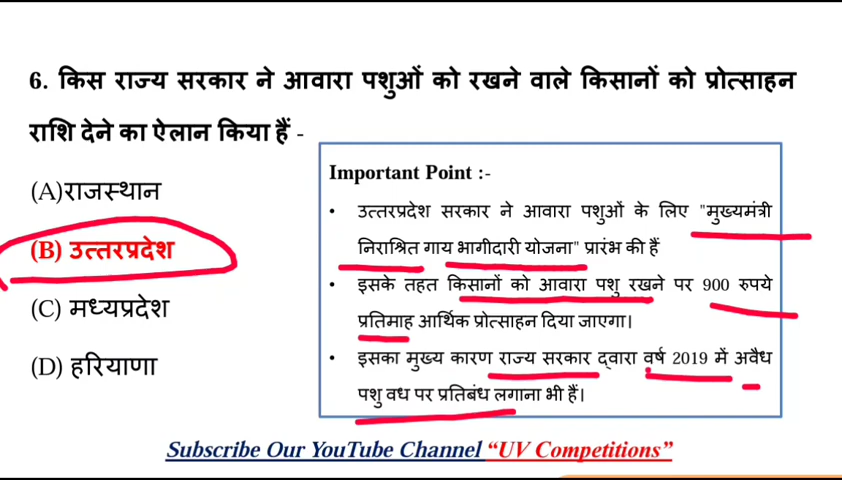 6. किस राज्य सरकार ने आवारा पशुओं को रखने वाले किसानों को प्रोत्साहन
राशि देने का ऐलान किया हैं -
(A)राजस्थान
(B) उत्तरप्रदेश
(C) मध्यप्रदेश
(D) हरियाणा
Important Point :-
• उत्तरप्रदेश सरकार ने आवारा पशुओं के लिए "मुख्यमंत्री
निराश्रित गाय भागीदारी योजना" प्रारंभ की हैं
• इसके तहत किसानों को आवारा पशु रखने पर 900 रुपये
प्रतिमाह आर्थिक प्रोत्साहन दिया जाएगा।
• इसका मुख्य कारण राज्य सरकार द्वारा वर्ष 2019 में अवैध
पशु वध पर प्रतिबंध लगाना भी हैं।
Subscribe Our YouTube Channel “UV Competitions”